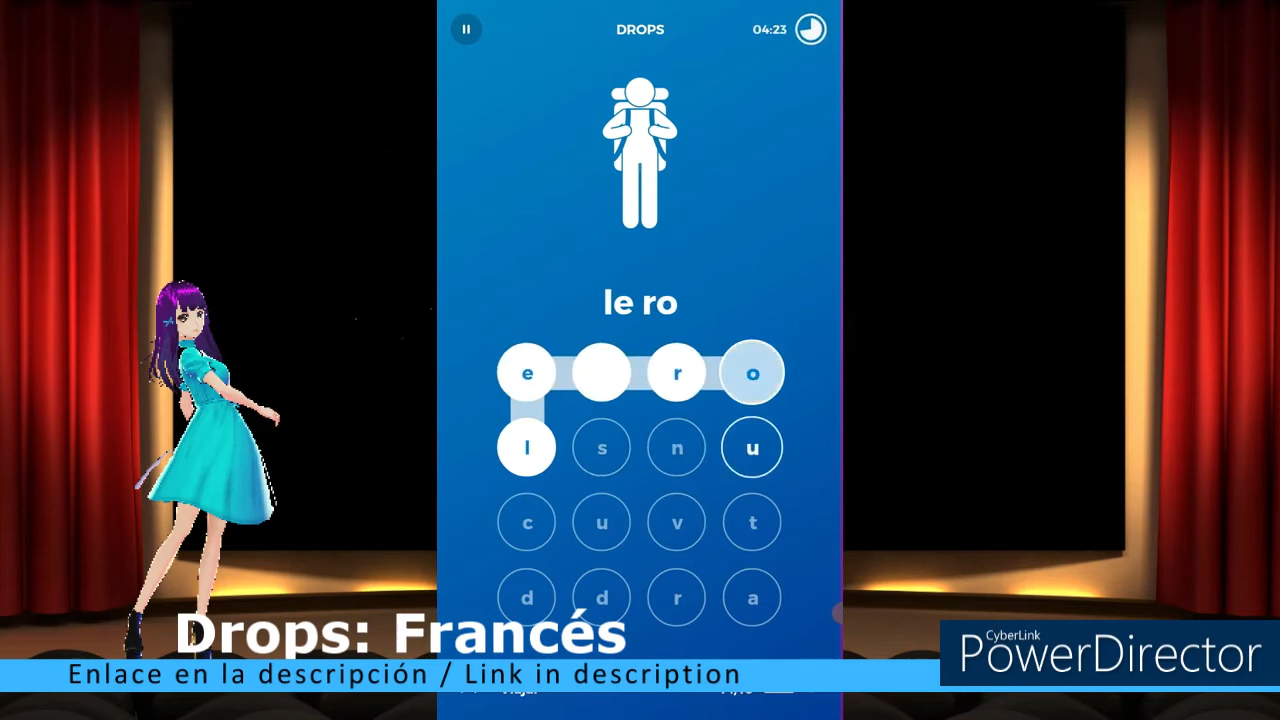 DROPS
04:23
le ro
e r o
l s n u
c u v t
d d r a
Drops: Francés
Enlace en la descripción / Link in description
CyberLink
PowerDirector